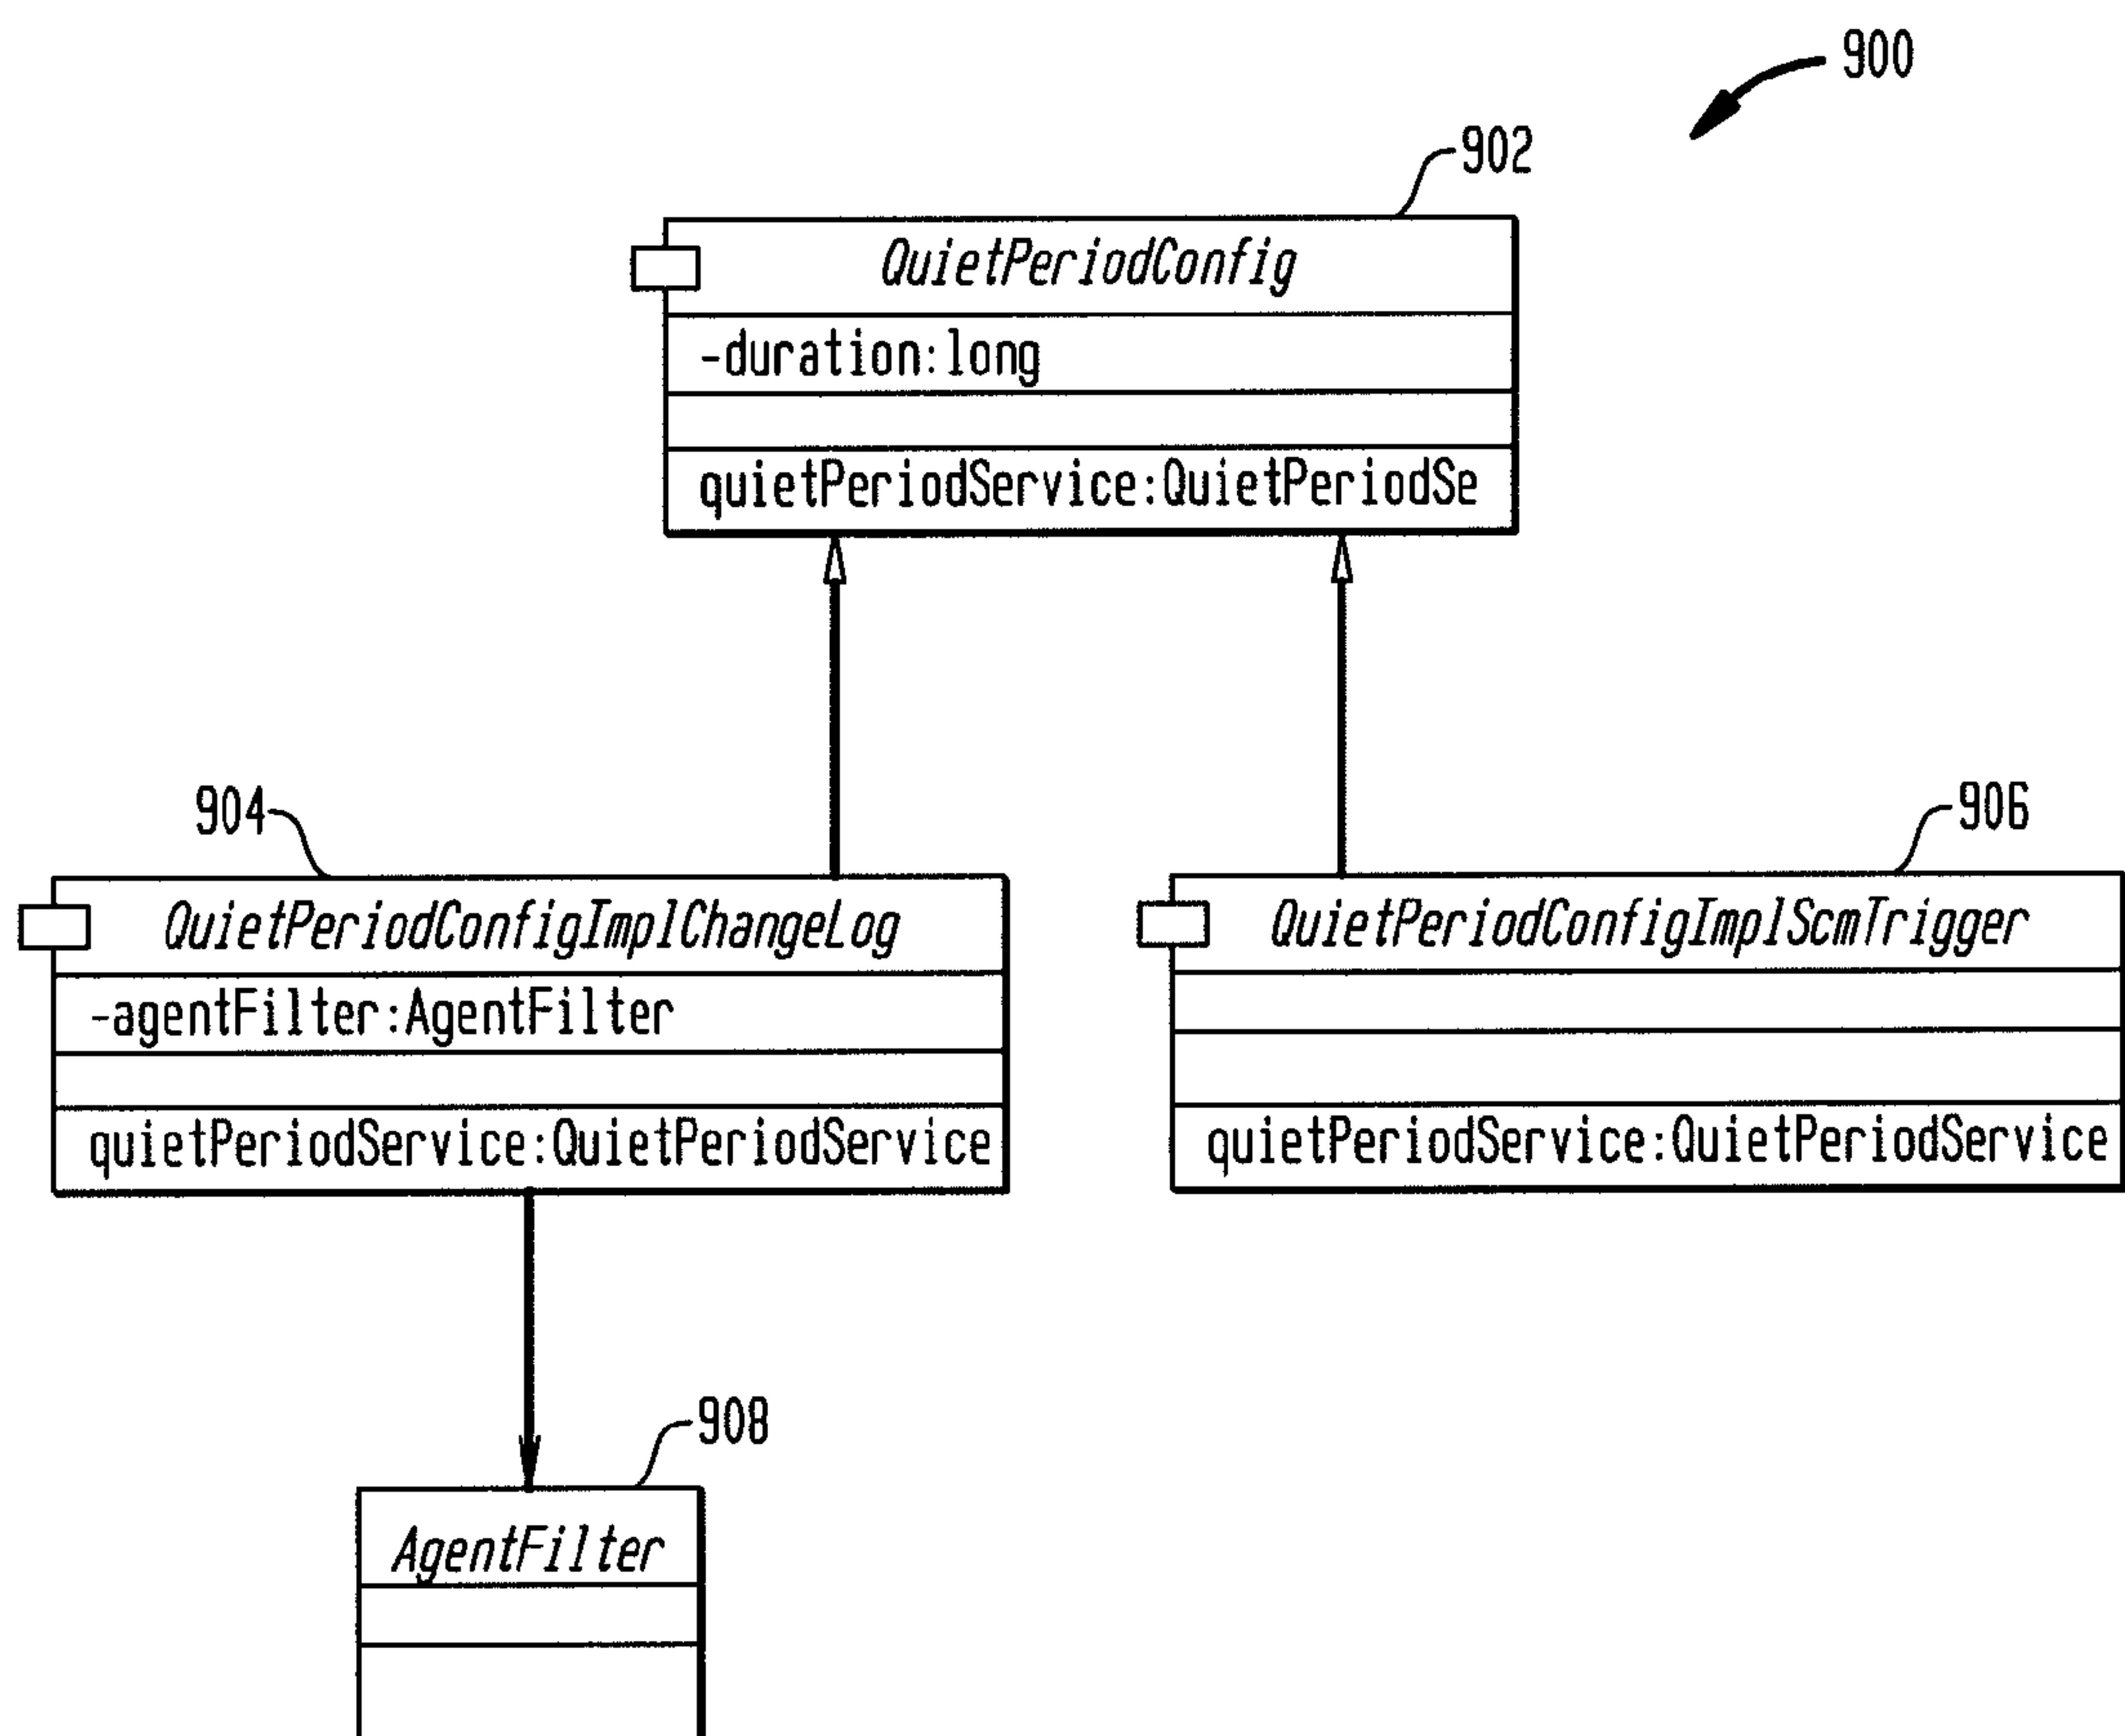 900
902
QuietPeriodConfig
-duration:long
quietPeriodService:QuietPeriodSe
904
QuietPeriodConfigImplChangeLog
-agentFilter:AgentFilter
quietPeriodService:QuietPeriodService
906
QuietPeriodConfigImplScmTrigger
quietPeriodService:QuietPeriodService
908
AgentFilter